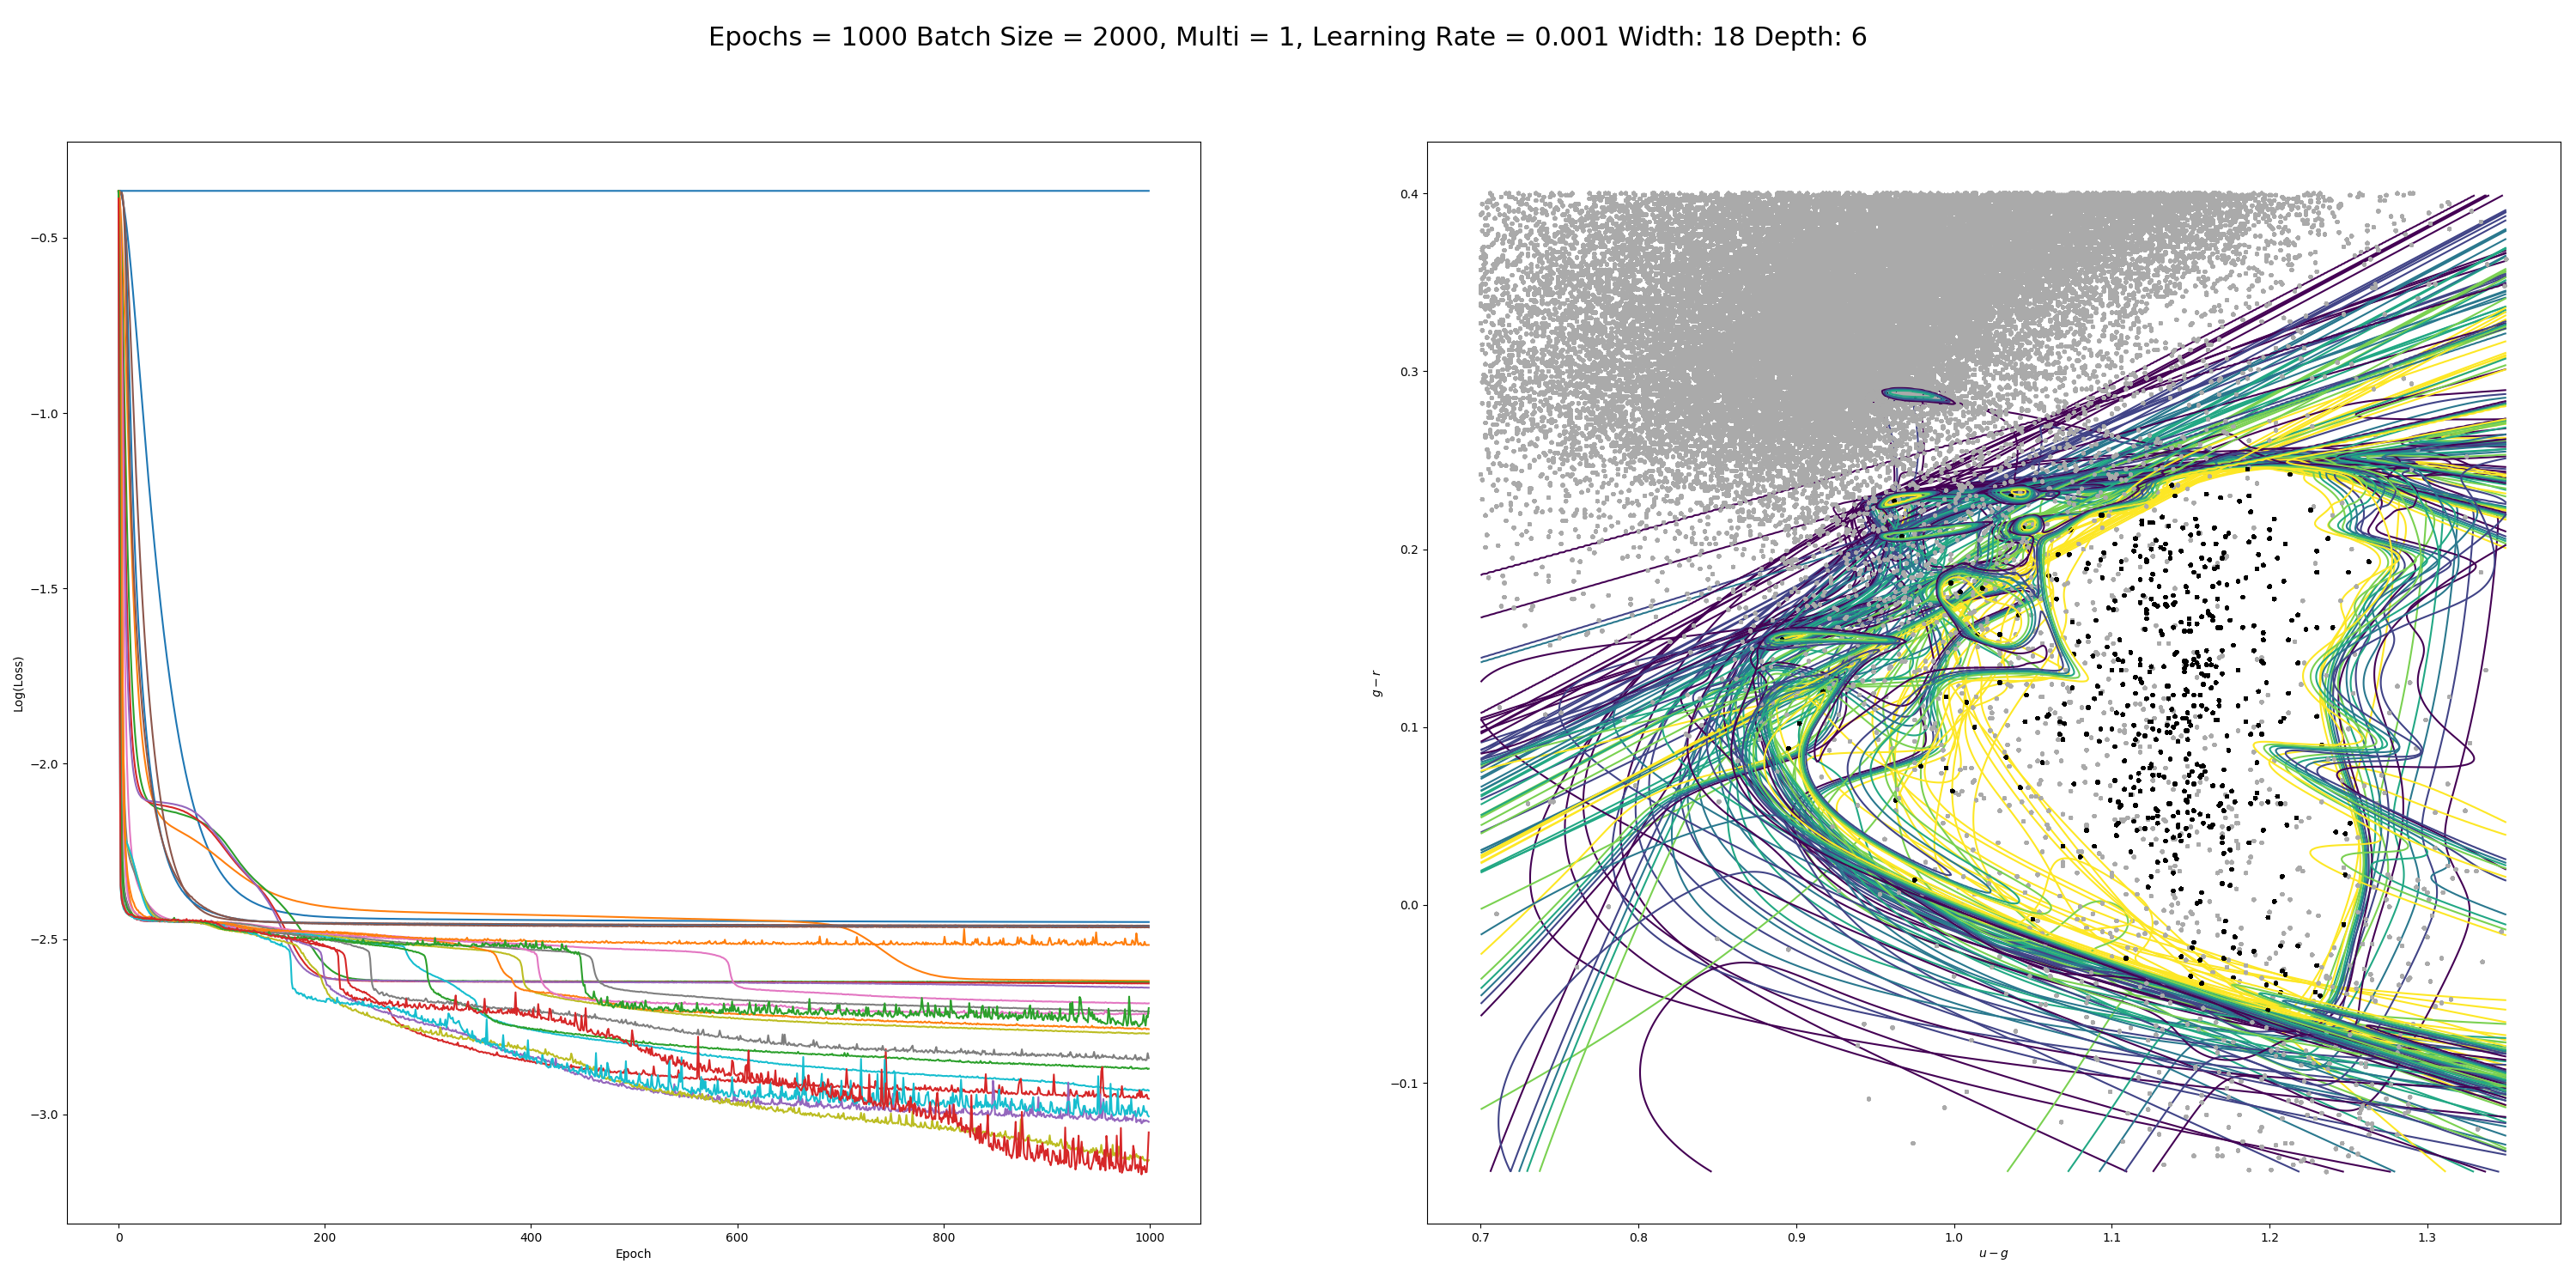 Epochs = 1000 Batch Size = 2000, Multi = 1, Learning Rate = 0.001 Width: 18 Depth: 6
−0.5
−1.0
−1.5
−2.0
−2.5
−3.0
Log(Loss)
0 200 400 600 800 1000
Epoch
0.4
0.3
0.2
0.1
0.0
−0.1
g − r
0.7 0.8 0.9 1.0 1.1 1.2 1.3
u − g